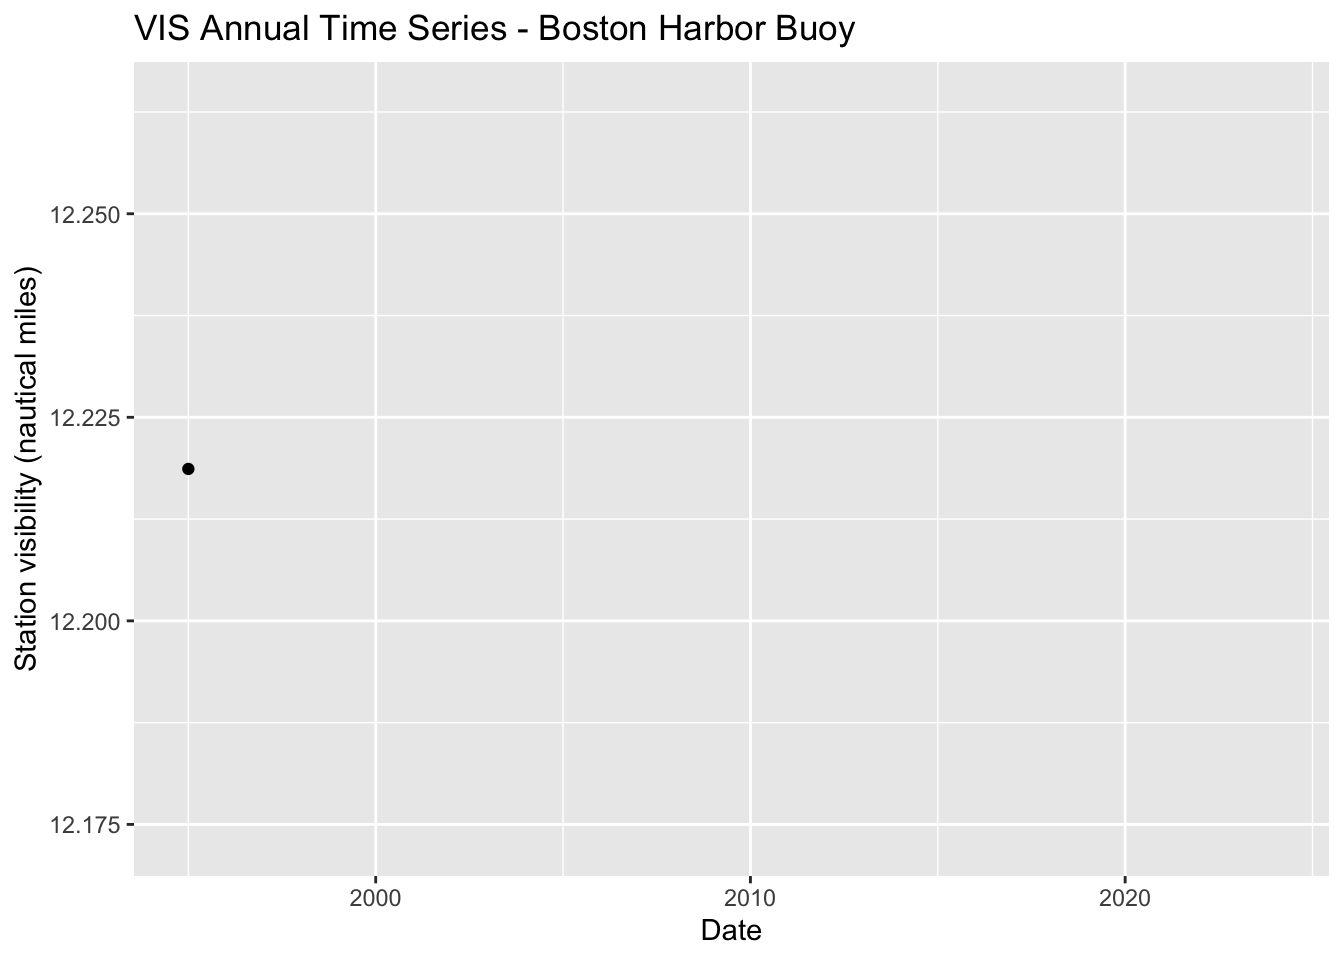 VIS Annual Time Series - Boston Harbor Buoy
Station visibility (nautical miles)
12.250
12.225
12.200
12.175
2000 2010 2020
Date